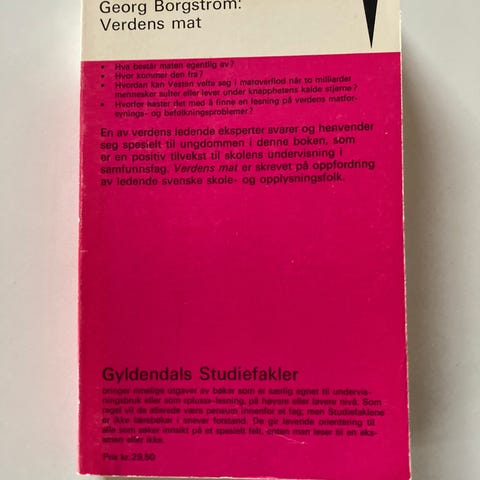 Georg Borgström:
Verdens mat
• Hva består maten egentlig av?
• Hvor kommer den fra?
• Hvordan kan Vesten velte seg i matoverflod når to milliarder
mennesker sulter eller lever under knapphetens kalde stjerne?
• Hvorfor haster det med å finne en løsning på verdens matfor-
synings- og befolkningsproblemer?
En av verdens ledende eksperter svarer og henvender
seg spesielt til ungdommen i denne boken, som
er en positiv tilvekst til skolens undervisning i
samfunnsfag. Verdens mat er skrevet på oppfordring
av ledende svenske skole- og opplysningsfolk.
Gyldendals Studiefakler
bringer rimelige utgaver av bøker som er særlig egnet til undervis-
ningsbruk eller som «pluss»-lesning, på høyere eller lavere nivå. Som
regel vil de allerede være pensum innenfor et fag, men Studiefaklene
er ikke lærebøker i snever forstand. De gir levende orientering til
alle som søker innsikt på et spesielt felt, enten man leser til en eks-
amen eller ikke.
Pris kr. 29,50